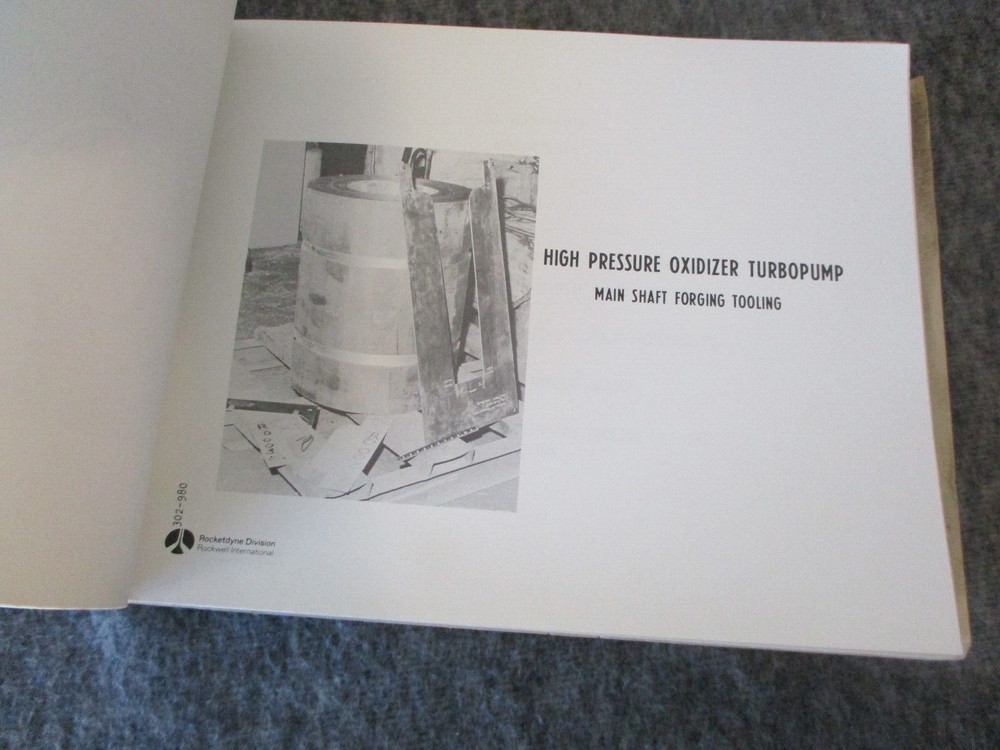 HIGH PRESSURE OXIDIZER TURBOPUMP
MAIN SHAFT FORGING TOOLING
302-980
Rocketdyne Division
Rockwell International